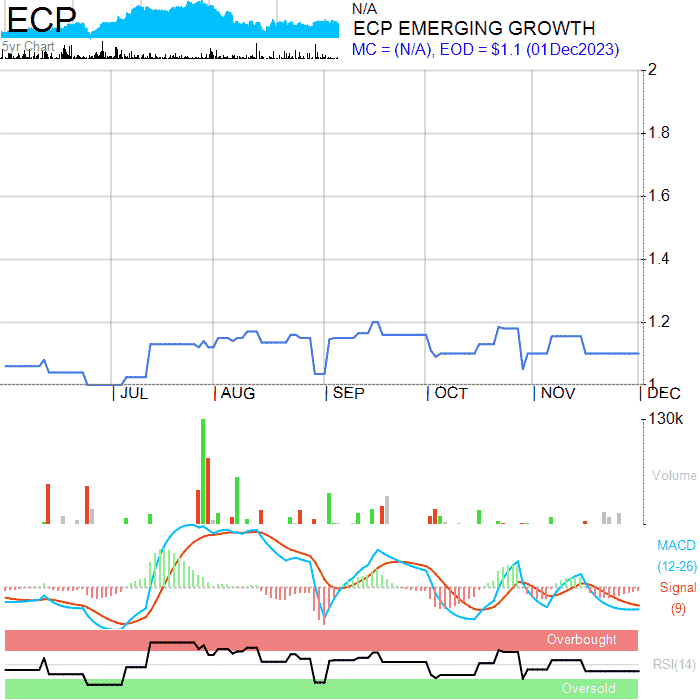 ECP
5yr Chart
N/A
ECP EMERGING GROWTH
MC = (N/A), EOD = $1.1 (01Dec2023)
2
1.8
1.6
1.4
1.2
1
JUL AUG SEP OCT NOV DEC
130k
Volume
MACD
(12-26)
Signal
(9)
Overbought
RSI(14)
Oversold